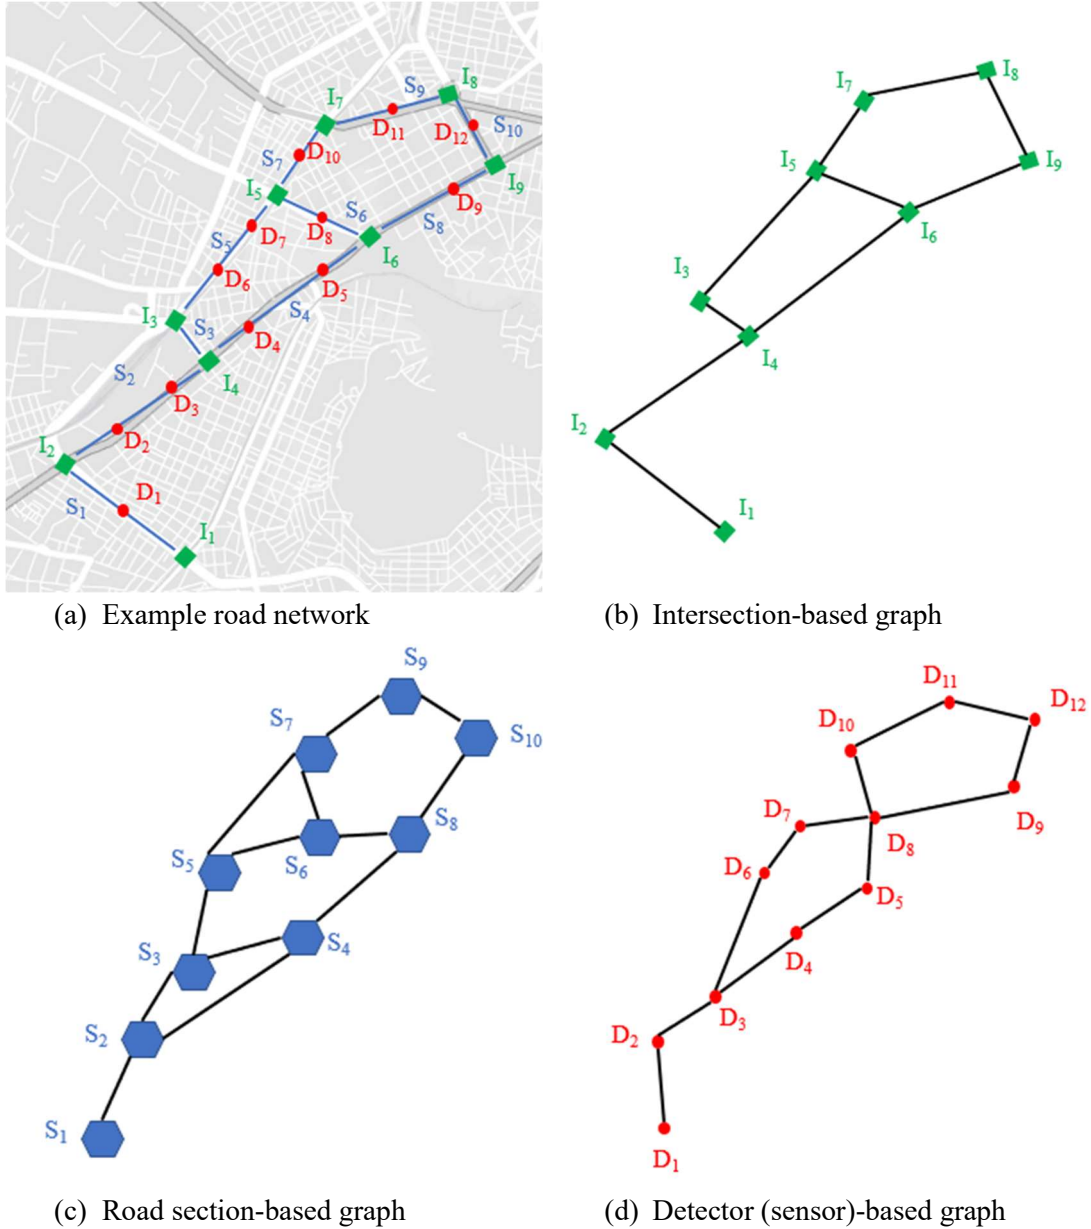 S9
I8
I7
D11
D12
S10
S7
D10
I5
I9
S6
D9
S5
D7
D8
S8
D6
I6
D5
I3
S3
S4
D4
S2
I4
D3
I2
D2
S1
D1
I1
(a) Example road network
I8
I7
I5
I9
I6
I3
I4
I2
I1
(b) Intersection-based graph
S9
S7
S10
S8
S5
S6
S3
S4
S2
S1
(c) Road section-based graph
D11
D12
D10
D7
D9
D8
D6
D5
D4
D3
D2
D1
(d) Detector (sensor)-based graph